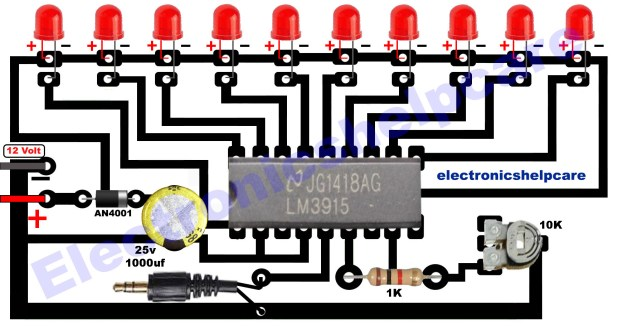 + - + - + - + - + - + - + - + - + - + -
12 Volt
-
+
AN4001
25v
1000uf
JG1418AG
LM3915
electronicshelpcare
10K
1K
Electronicshelpcare